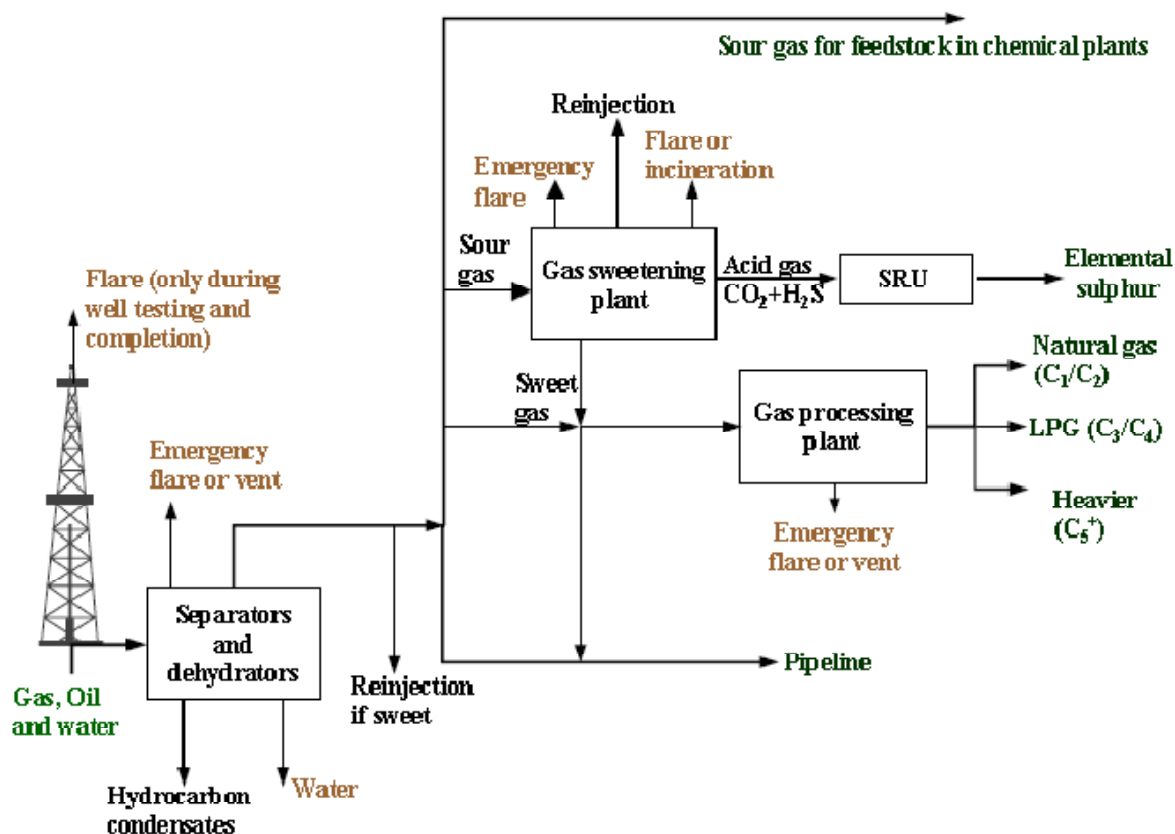 Sour gas for feedstock in chemical plants
Reinjection
Emergency
flare
Flare or
incineration
Sour
gas
Gas sweetening
plant
Acid gas
CO₂+H₂S
SRU
Elemental
sulphur
Flare (only during
well testing and
completion)
Natural gas
(C₁/C₂)
Sweet
gas
Gas processing
plant
LPG (C₃/C₄)
Heavier
(C₅⁺)
Emergency
flare or vent
Emergency
flare or vent
Separators
and
dehydrators
Gas, Oil
and water
Reinjection
if sweet
Pipeline
Hydrocarbon
condensates
Water